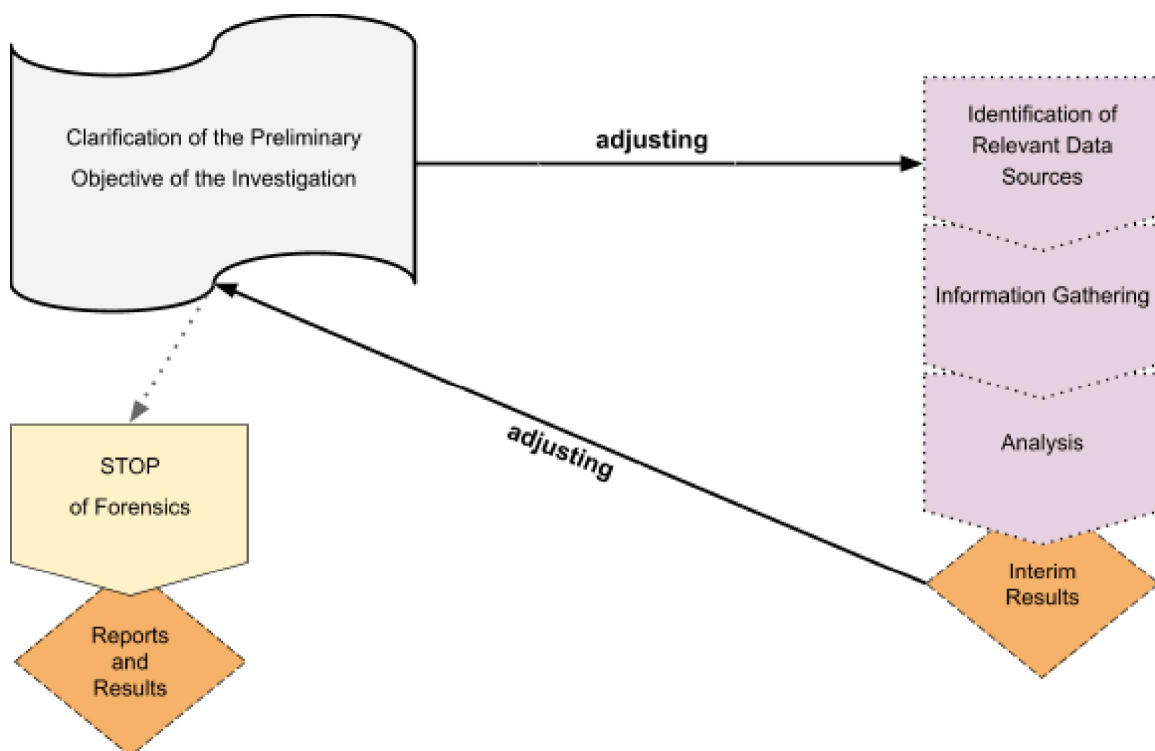 Clarification of the Preliminary
Objective of the Investigation
adjusting
Identification of
Relevant Data
Sources
Information Gathering
Analysis
Interim
Results
adjusting
STOP
of Forensics
Reports
and
Results